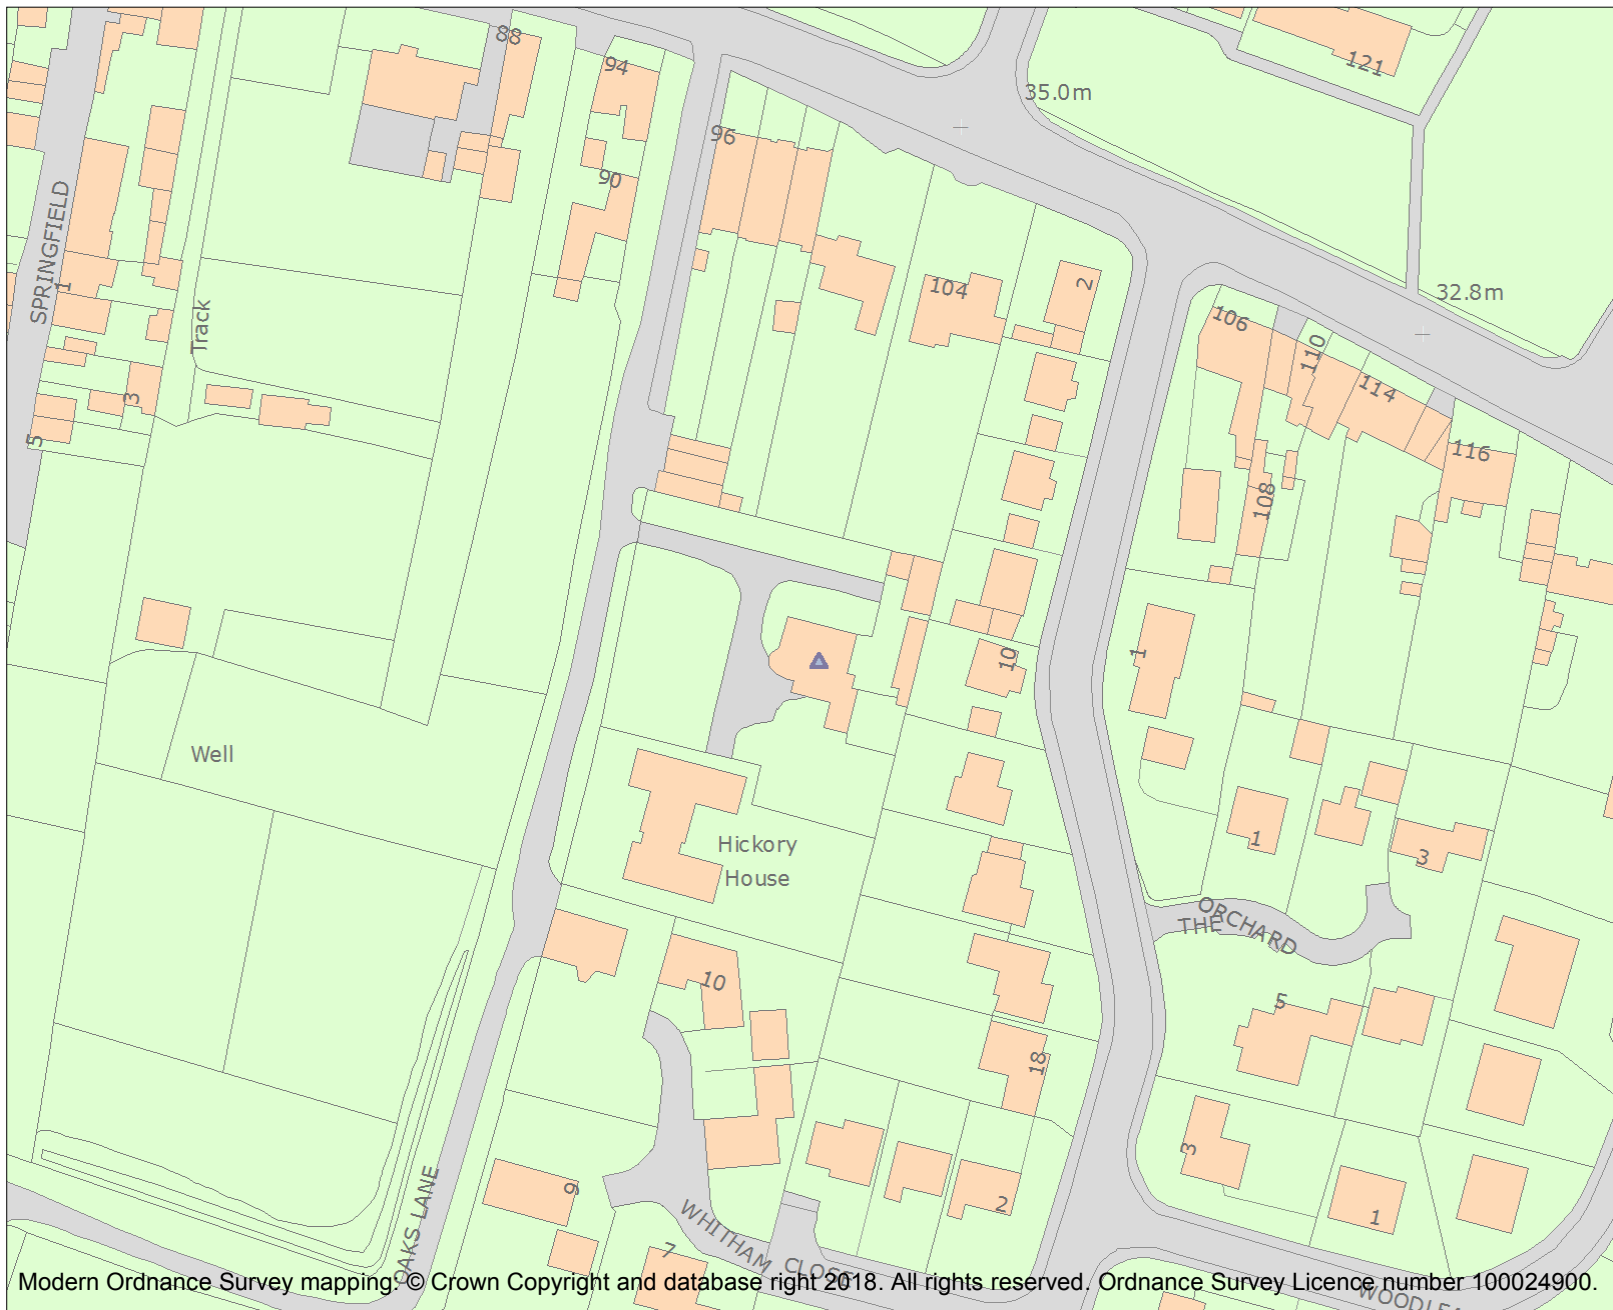 88
94
121
35.0m
96
90
SPRINGFIELD
1
104
2
32.8m
106
Track
110
114
3
5
116
108
10
1
Well
Hickory
House
1
3
THE ORCHARD
10
5
18
3
9
OAKS LANE
2
1
WHITHAM CLOSE
7
Modern Ordnance Survey mapping: © Crown Copyright and database right 2018. All rights reserved. Ordnance Survey Licence number 100024900.